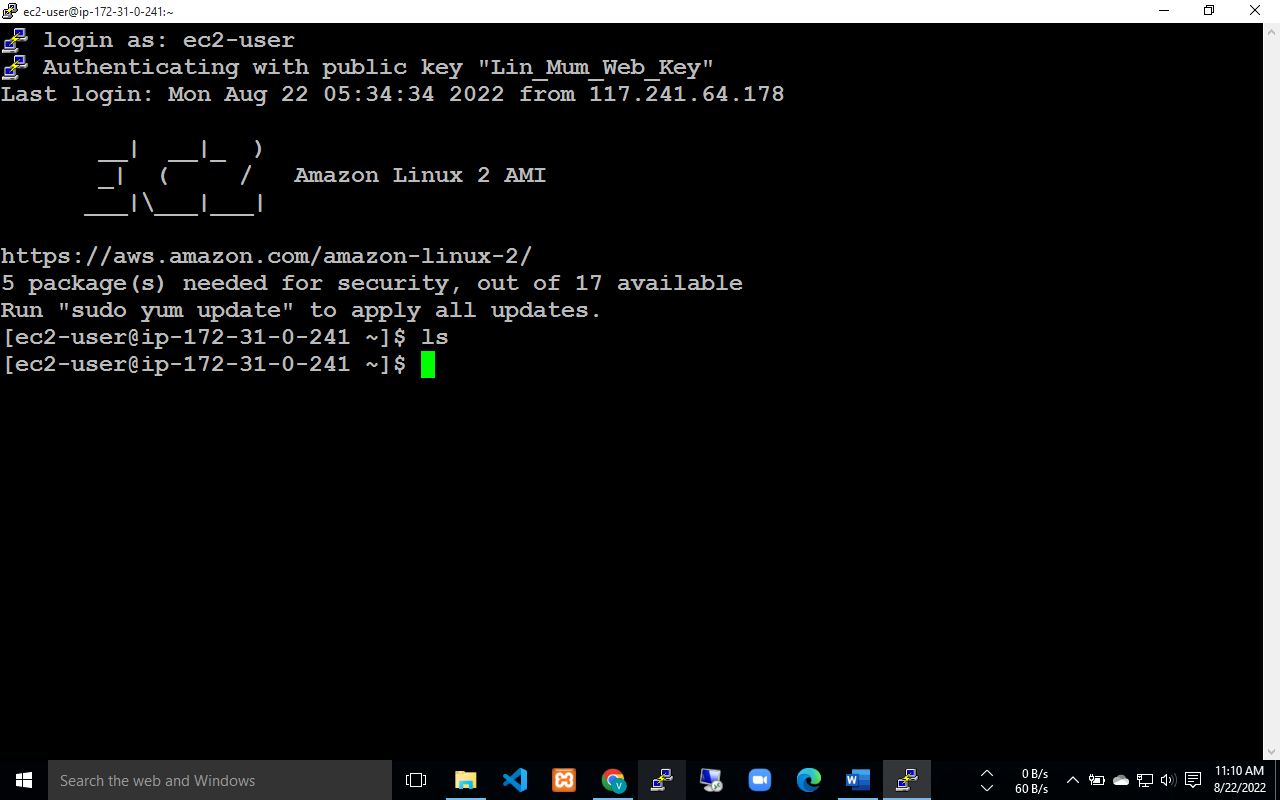 ec2-user@ip-172-31-0-241:~
login as: ec2-user
Authenticating with public key "Lin_Mum_Web_Key"
Last login: Mon Aug 22 05:34:34 2022 from 117.241.64.178
       __|  __|_  )
       _|  (     /   Amazon Linux 2 AMI
      ___|\___|___|
https://aws.amazon.com/amazon-linux-2/
5 package(s) needed for security, out of 17 available
Run "sudo yum update" to apply all updates.
[ec2-user@ip-172-31-0-241 ~]$ ls
[ec2-user@ip-172-31-0-241 ~]$
Search the web and Windows
V
W
0 B/s
60 B/s
11:10 AM
8/22/2022